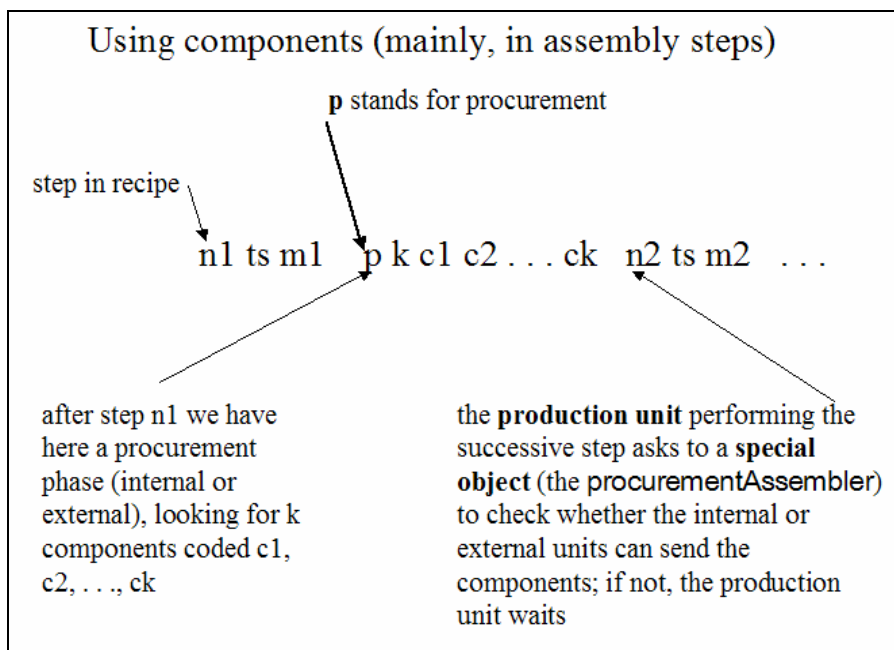 Using components (mainly, in assembly steps)
p stands for procurement
step in recipe
n1 ts m1 p k c1 c2 . . . ck n2 ts m2 . . .
after step n1 we have
here a procurement
phase (internal or
external), looking for k
components coded c1,
c2, . . ., ck
the production unit performing the
successive step asks to a special
object (the procurementAssembler)
to check whether the internal or
external units can send the
components; if not, the production
unit waits